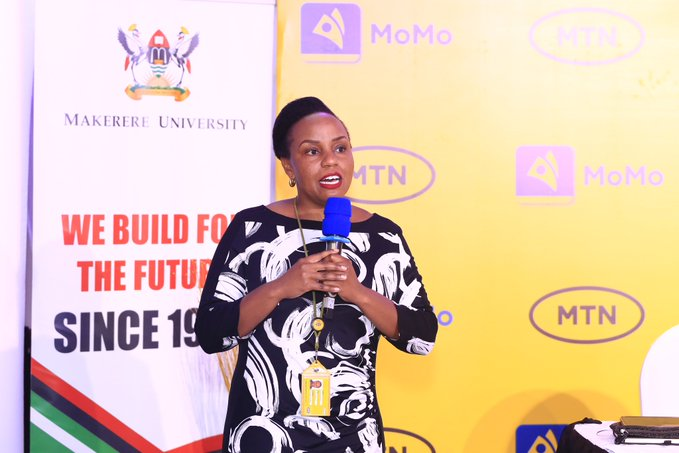 MAKERERE UNIVERSITY
WE BUILD FO
THE FUTUR
SINCE 19
MoMo
MTN
MTN
MoMo
MTN